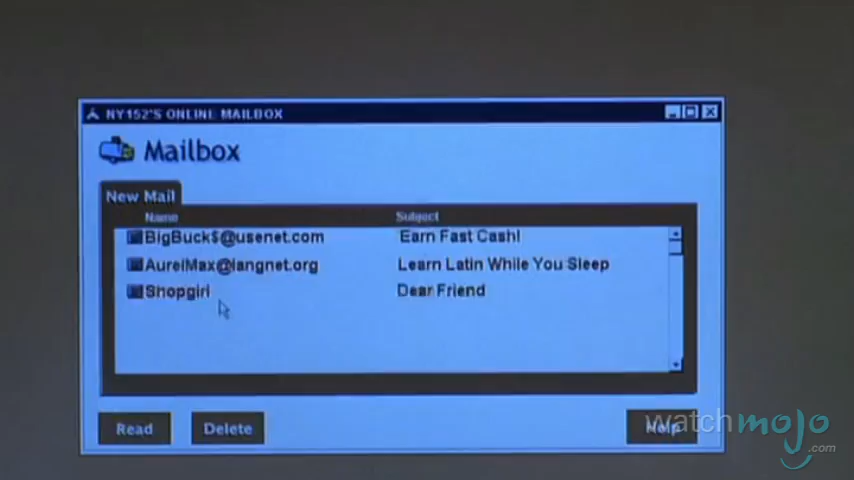 NY152'S ONLINE MAILBOX
Mailbox
New Mail
Name Subject
BigBuck$@usenet.com Earn Fast Cash!
AurelMax@langnet.org Learn Latin While You Sleep
Shopgirl Dear Friend
Read Delete Help
watchmojo
.com